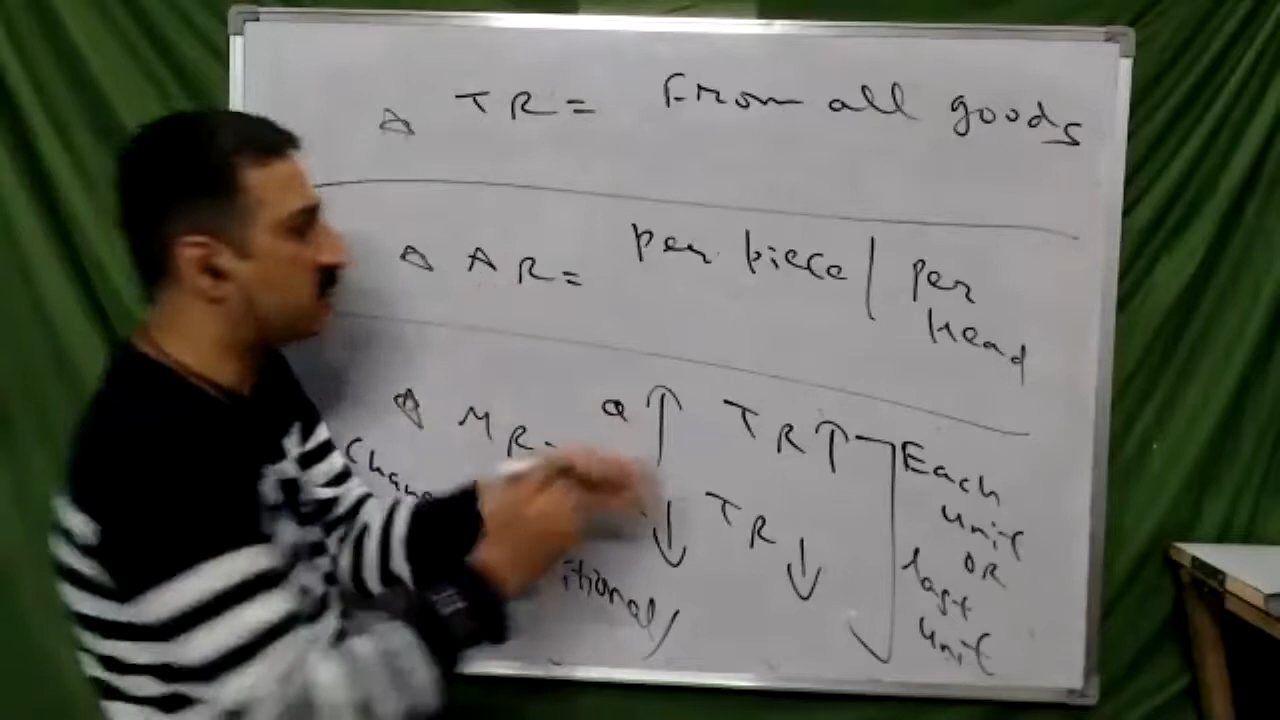 TR = From all goods
AR = per piece | per Head
MR = Q ↑ TR ↑ Each unit OR last unit
↓ TR ↓